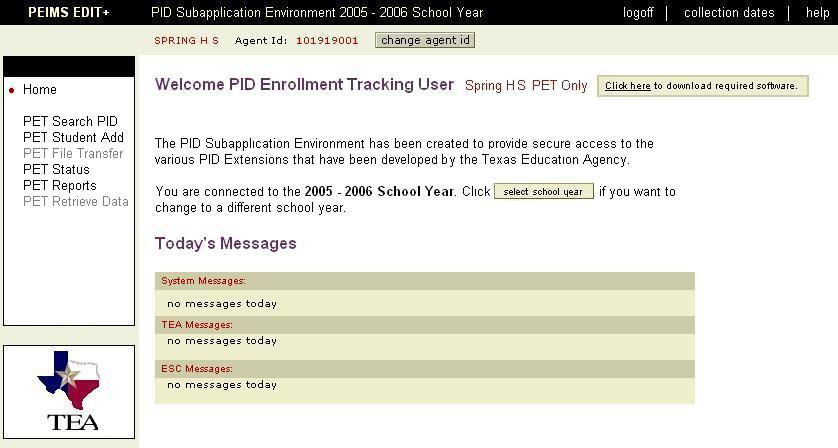 PEIMS EDIT+ PID Subapplication Environment 2005 - 2006 School Year logoff | collection dates | help
SPRING H S Agent Id: 101919001 change agent id
Home
PET Search PID
PET Student Add
PET File Transfer
PET Status
PET Reports
PET Retrieve Data
TEA
Welcome PID Enrollment Tracking User Spring H S PET Only Click here to download required software.
The PID Subapplication Environment has been created to provide secure access to the
various PID Extensions that have been developed by the Texas Education Agency.
You are connected to the 2005 - 2006 School Year. Click select school year if you want to
change to a different school year.
Today's Messages
System Messages:
no messages today
TEA Messages:
no messages today
ESC Messages:
no messages today